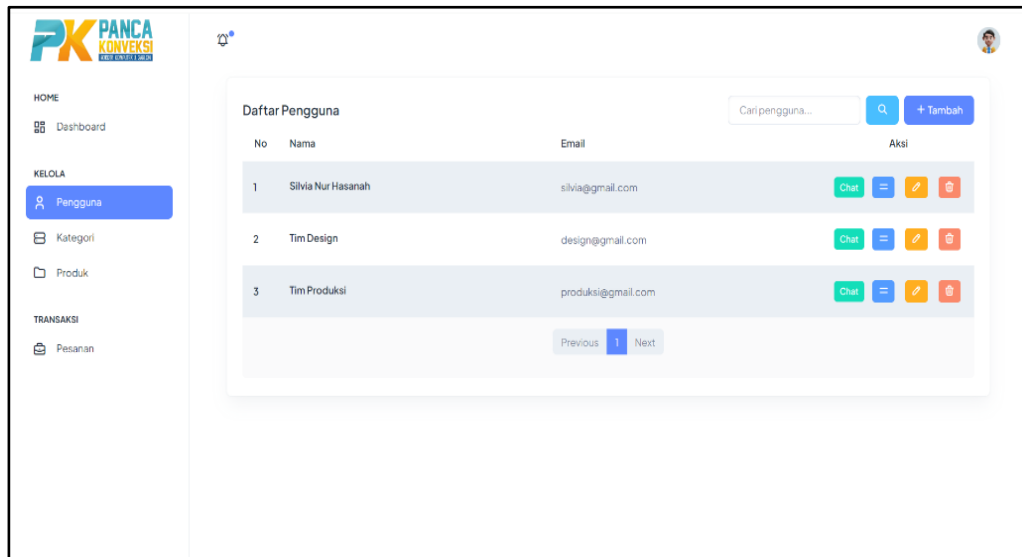 PK PANCA
KONVEKSI
HOME
Dashboard
KELOLA
Pengguna
Kategori
Produk
TRANSAKSI
Pesanan
Daftar Pengguna
Cari pengguna...
+ Tambah
No Nama Email Aksi
1 Silvia Nur Hasanah silvia@gmail.com Chat
2 Tim Design design@gmail.com Chat
3 Tim Produksi produksi@gmail.com Chat
Previous 1 Next